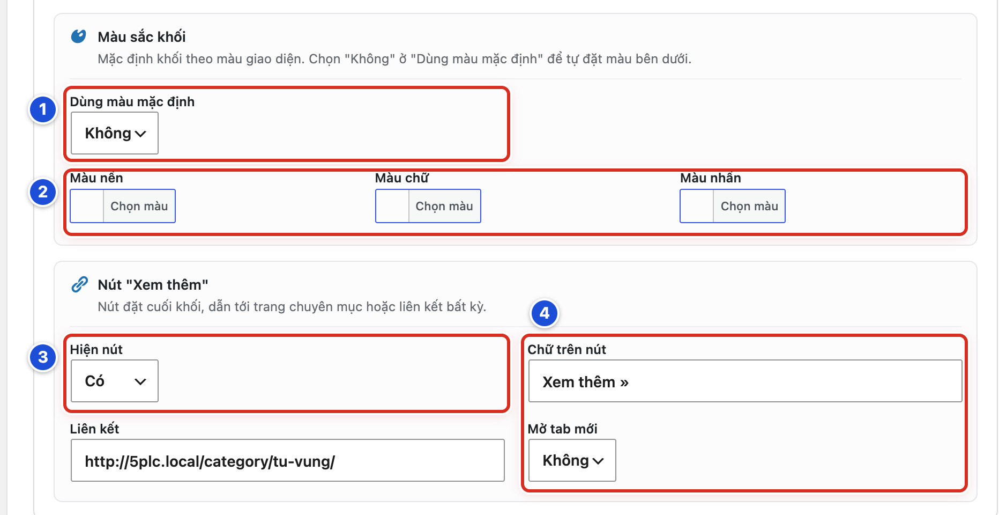 Màu sắc khối
Mặc định khối theo màu giao diện. Chọn "Không" ở "Dùng màu mặc định" để tự đặt màu bên dưới.
1
Dùng màu mặc định
Không
2
Màu nền
Màu chữ
Màu nhấn
Chọn màu
Chọn màu
Chọn màu
Nút "Xem thêm"
Nút đặt cuối khối, dẫn tới trang chuyên mục hoặc liên kết bất kỳ.
3
Hiện nút
Có
4
Chữ trên nút
Xem thêm »
Liên kết
http://5plc.local/category/tu-vung/
Mở tab mới
Không